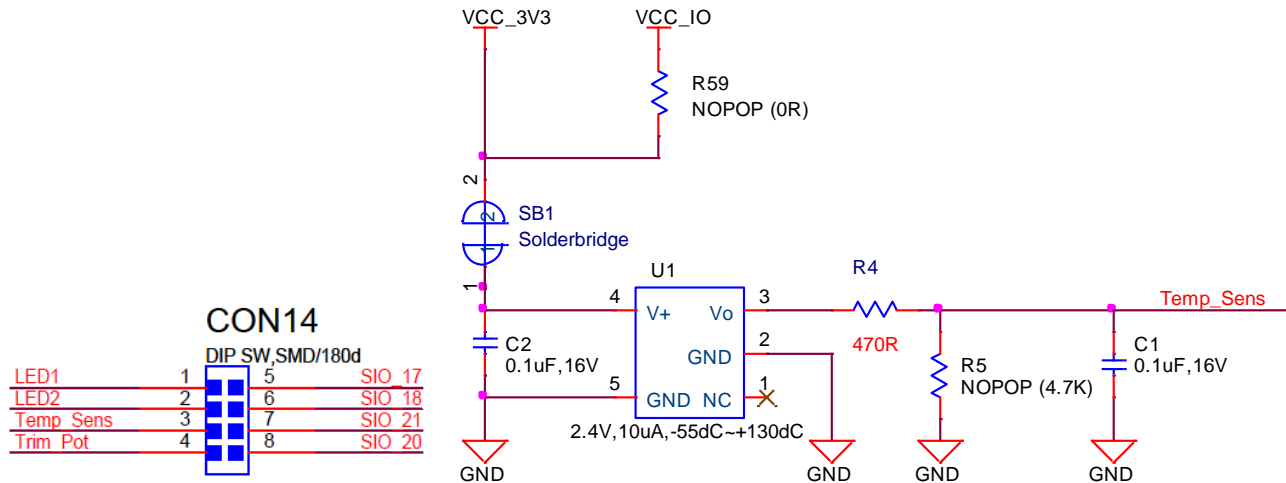 VCC_3V3
VCC_IO
R59
NOPOP (0R)
2
2
SB1
Solderbridge
1
1
U1
4
V+
Vo
3
R4
470R
Temp_Sens
C2
0.1uF,16V
GND
2
5
GND
NC
1
2.4V,10uA,-55dC~+130dC
R5
NOPOP (4.7K)
C1
0.1uF,16V
GND
GND
GND
GND
CON14
DIP SW,SMD/180d
LED1
1
5
SIO_17
LED2
2
6
SIO_18
Temp_Sens
3
7
SIO_21
Trim_Pot
4
8
SIO_20